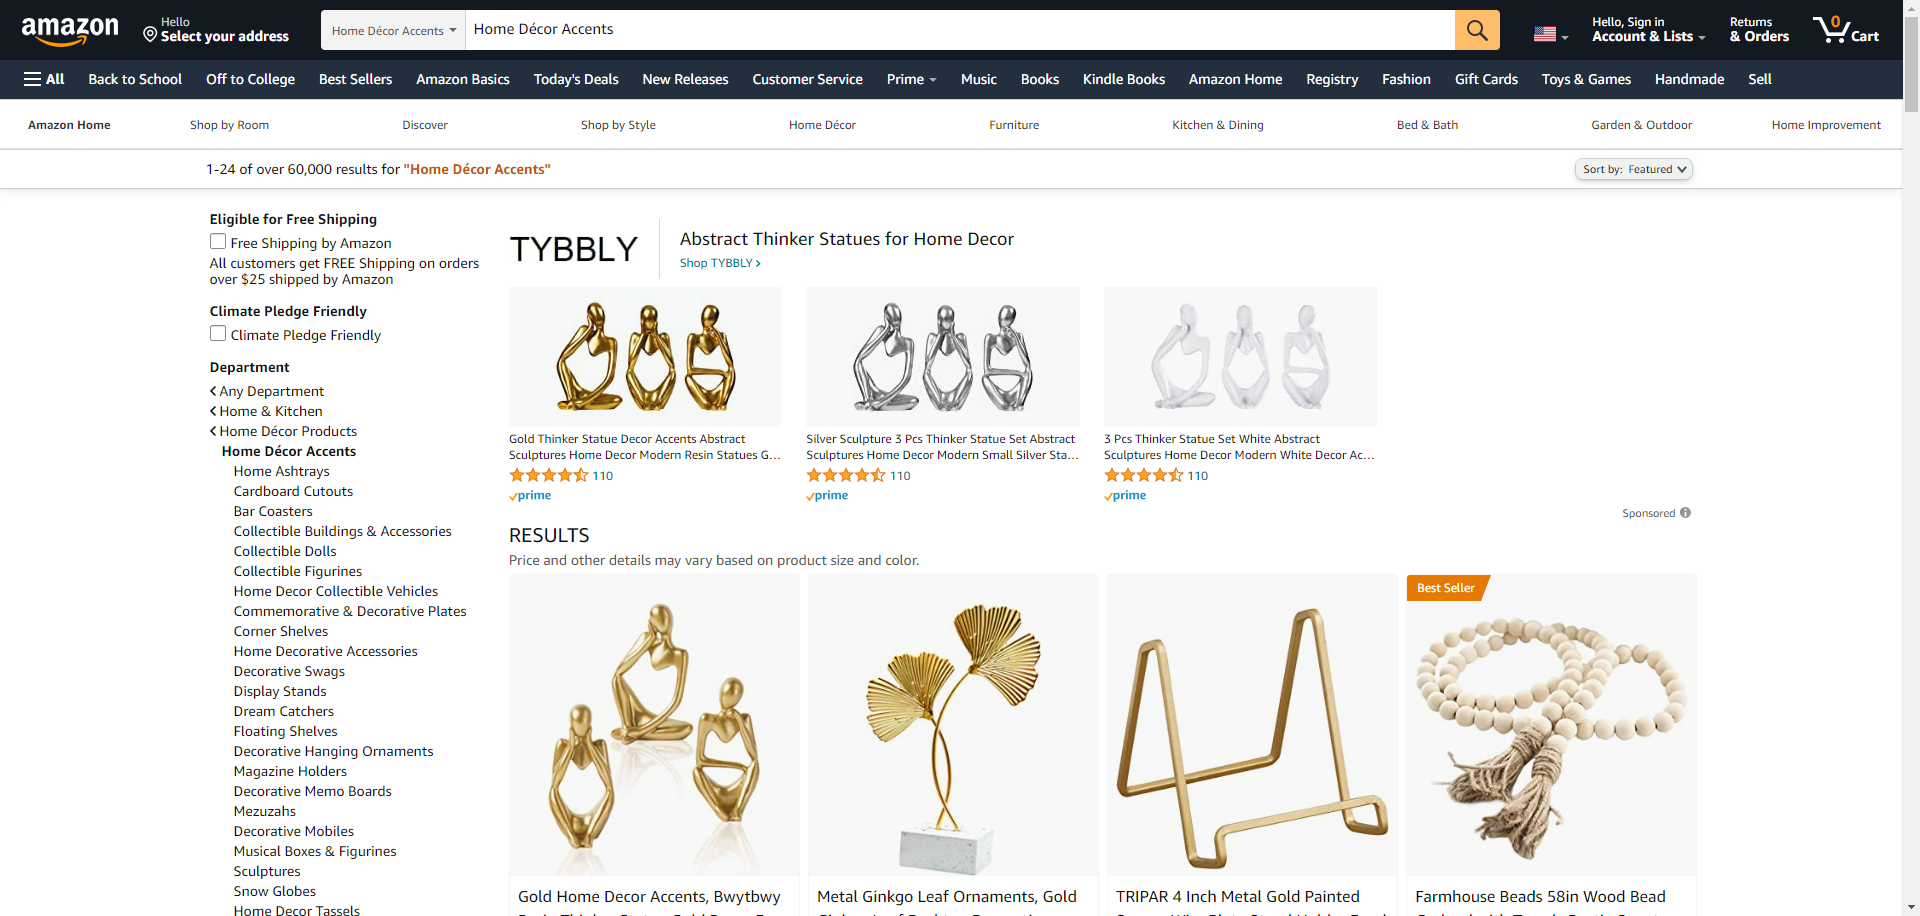 amazon
Hello
Select your address
Home Décor Accents
Home Décor Accents
Hello, Sign in
Account & Lists
Returns
& Orders
0
Cart
All
Back to School
Off to College
Best Sellers
Amazon Basics
Today's Deals
New Releases
Customer Service
Prime
Music
Books
Kindle Books
Amazon Home
Registry
Fashion
Gift Cards
Toys & Games
Handmade
Sell
Amazon Home
Shop by Room
Discover
Shop by Style
Home Décor
Furniture
Kitchen & Dining
Bed & Bath
Garden & Outdoor
Home Improvement
1-24 of over 60,000 results for "Home Décor Accents"
Sort by: Featured
Eligible for Free Shipping
Free Shipping by Amazon
All customers get FREE Shipping on orders
over $25 shipped by Amazon
Climate Pledge Friendly
Climate Pledge Friendly
Department
Any Department
Home & Kitchen
Home Décor Products
Home Décor Accents
Home Ashtrays
Cardboard Cutouts
Bar Coasters
Collectible Buildings & Accessories
Collectible Dolls
Collectible Figurines
Home Decor Collectible Vehicles
Commemorative & Decorative Plates
Corner Shelves
Home Decorative Accessories
Decorative Swags
Display Stands
Dream Catchers
Floating Shelves
Decorative Hanging Ornaments
Magazine Holders
Decorative Memo Boards
Mezuzahs
Decorative Mobiles
Musical Boxes & Figurines
Sculptures
Snow Globes
Home Decor Tassels
TYBBLY
Abstract Thinker Statues for Home Decor
Shop TYBBLY
Gold Thinker Statue Decor Accents Abstract
Sculptures Home Decor Modern Resin Statues G...
110
prime
Silver Sculpture 3 Pcs Thinker Statue Set Abstract
Sculptures Home Decor Modern Small Silver Sta...
110
prime
3 Pcs Thinker Statue Set White Abstract
Sculptures Home Decor Modern White Decor Ac...
110
prime
Sponsored
RESULTS
Price and other details may vary based on product size and color.
Best Seller
Gold Home Decor Accents, Bwytbwy
Metal Ginkgo Leaf Ornaments, Gold
TRIPAR 4 Inch Metal Gold Painted
Farmhouse Beads 58in Wood Bead